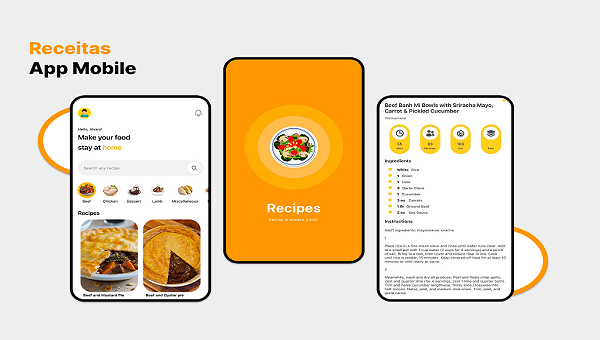 Receitas
App Mobile
Hello, Alvaro!
Make your food
stay at home
Search any recipe
Beef
Chicken
Dessert
Lamb
Miscellaneous
Recipes
Beef and Mustard Pie
Beef and Oyster pie
Recipes
Eating is always good!
Beef Banh Mi Bowls with Sriracha Mayo,
Carrot & Pickled Cucumber
Vietnamese
35
Mins
03
Servings
103
Cal
Easy
Ingredients
White Rice
1 Onion
1 Lime
3 Garlic Clove
1 Cucumber
3 oz Carrots
1 lb Ground Beef
2 oz Soy Sauce
Instructions
Add'l ingredients: mayonnaise, siracha
1
Place rice in a fine-mesh sieve and rinse until water runs clear. Add
to a small pot with 1 cup water (2 cups for 4 servings) and a pinch
of salt. Bring to a boil, then cover and reduce heat to low. Cook
until rice is tender, 15 minutes. Keep covered off heat for at least 10
minutes or until ready to serve.
2
Meanwhile, wash and dry all produce. Peel and finely chop garlic.
Zest and quarter lime (for 4 servings, zest 1 lime and quarter both).
Trim and halve cucumber lengthwise; thinly slice crosswise into
half-moons. Halve, peel, and medium dice onion. Trim, peel, and
grate carrot.